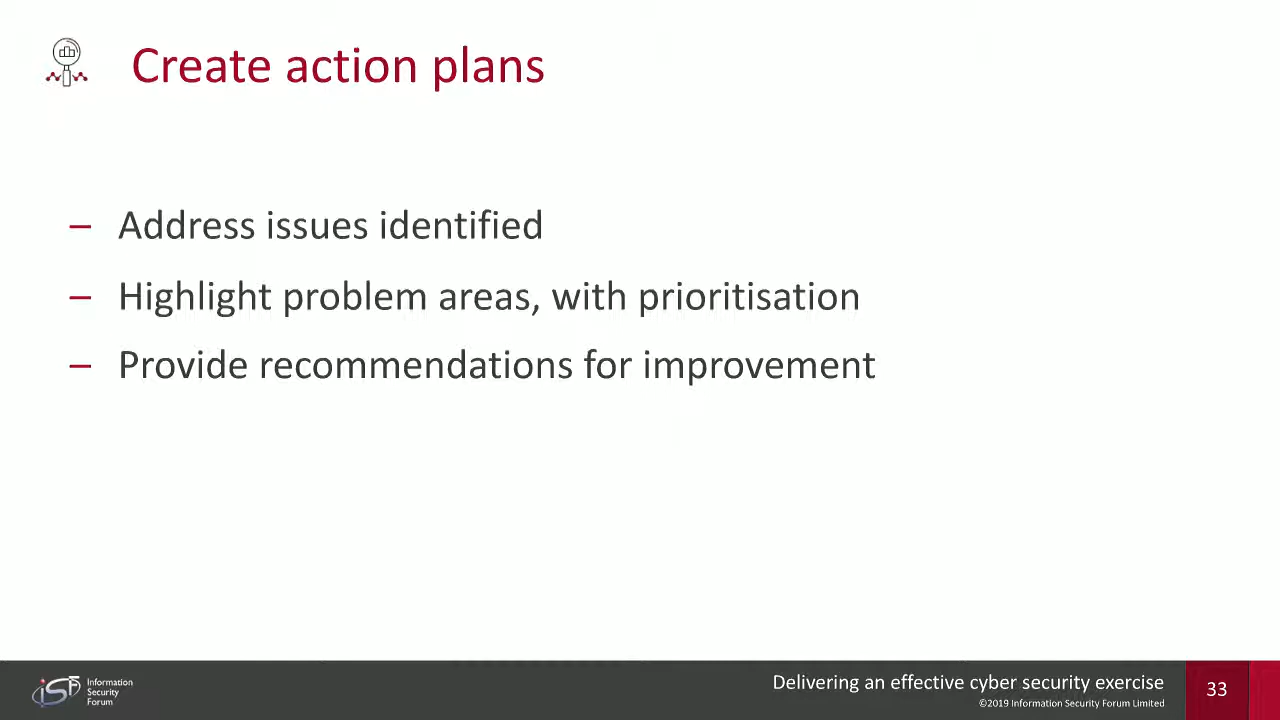 Create action plans
– Address issues identified
– Highlight problem areas, with prioritisation
– Provide recommendations for improvement
isf
Information
Security
Forum
Delivering an effective cyber security exercise
©2019 Information Security Forum Limited
33